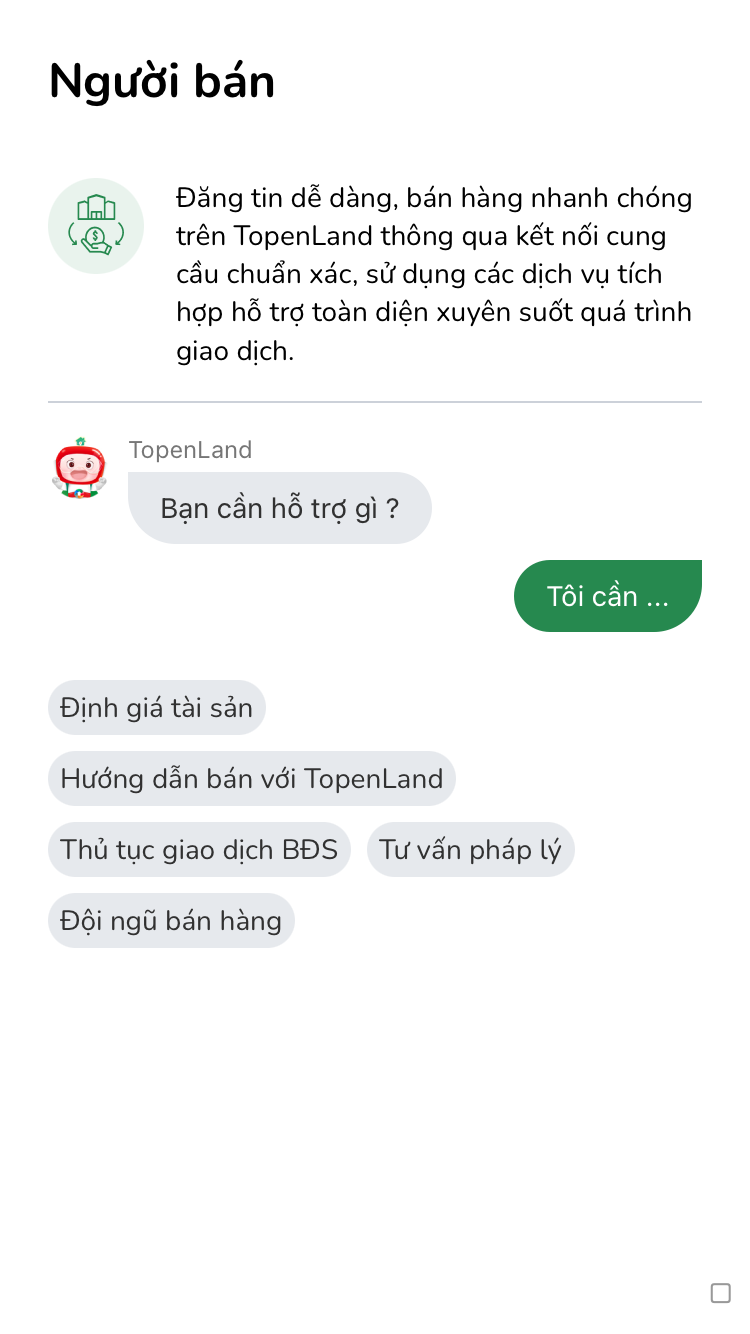 Người bán
Đăng tin dễ dàng, bán hàng nhanh chóng
trên TopenLand thông qua kết nối cung
cầu chuẩn xác, sử dụng các dịch vụ tích
hợp hỗ trợ toàn diện xuyên suốt quá trình
giao dịch.
TopenLand
Bạn cần hỗ trợ gì ?
Tôi cần ...
Định giá tài sản
Hướng dẫn bán với TopenLand
Thủ tục giao dịch BĐS Tư vấn pháp lý
Đội ngũ bán hàng